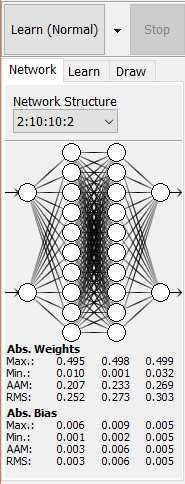 Learn (Normal) Stop
Network Learn Draw
Network Structure
2:10:10:2
Abs. Weights
Max.: 0.495 0.498 0.499
Min.: 0.010 0.001 0.032
AAM: 0.207 0.233 0.269
RMS: 0.252 0.273 0.303
Abs. Bias
Max.: 0.006 0.009 0.005
Min.: 0.001 0.002 0.005
AAM: 0.003 0.006 0.005
RMS: 0.003 0.006 0.005